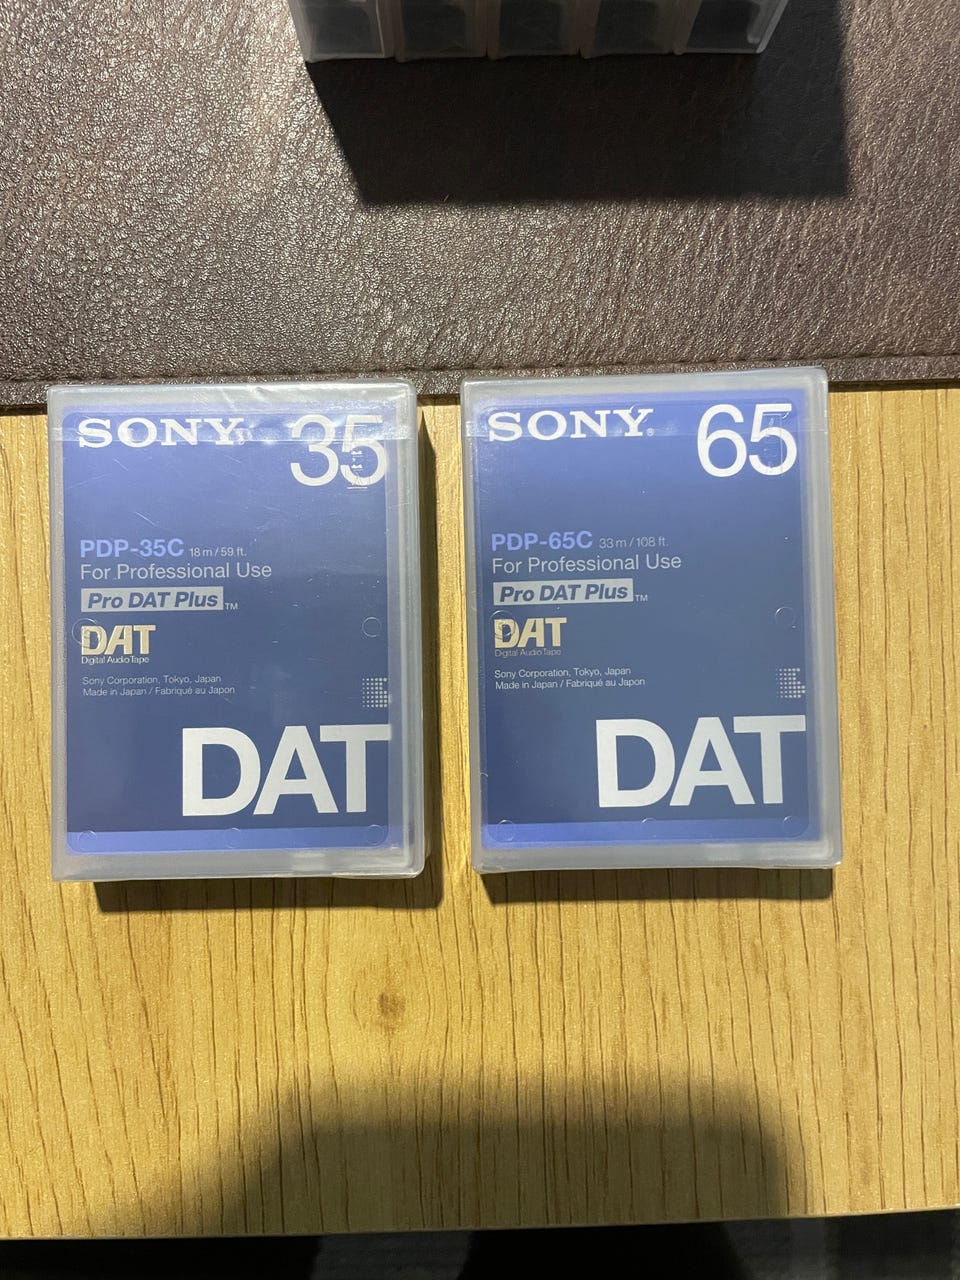 SONY® 35
PDP-35C 18 m / 59 ft.
For Professional Use
Pro DAT Plus™
DAT
Digital Audio Tape
Sony Corporation, Tokyo, Japan
Made in Japan / Fabriqué au Japon
DAT
SONY® 65
PDP-65C 33 m / 108 ft.
For Professional Use
Pro DAT Plus™
DAT
Digital Audio Tape
Sony Corporation, Tokyo, Japan
Made in Japan / Fabriqué au Japon
DAT